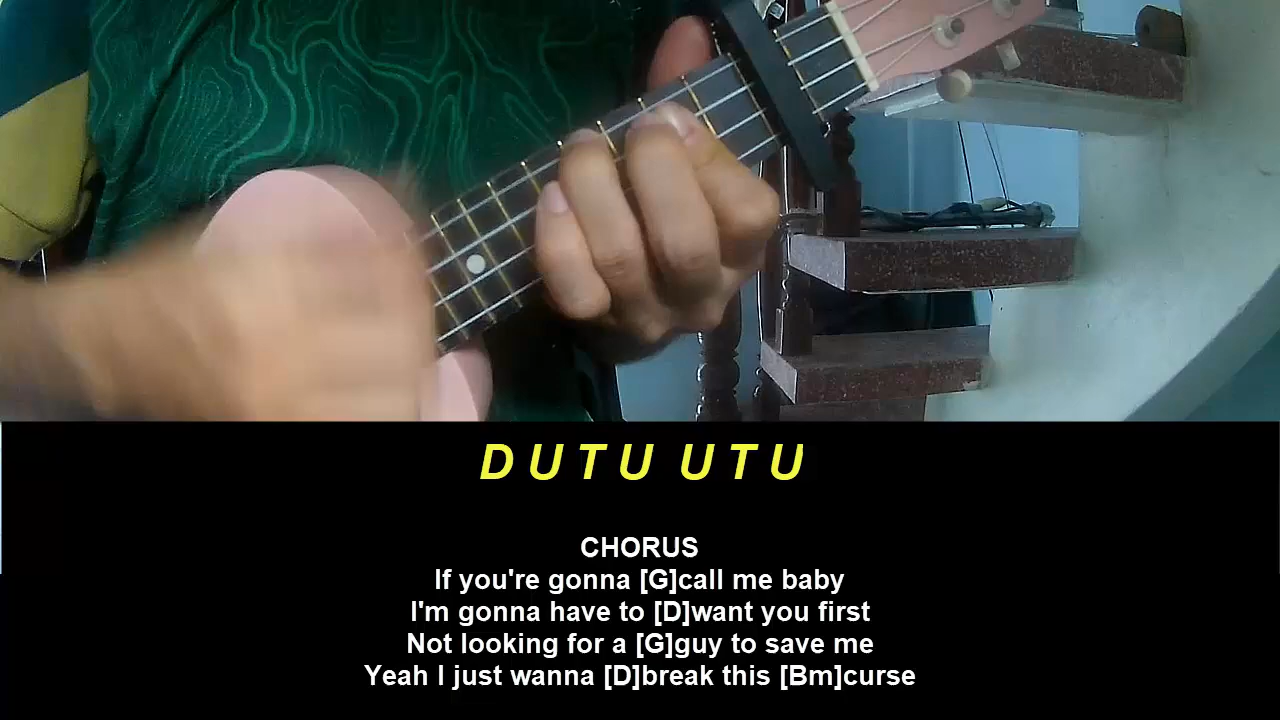 D U T U U T U
CHORUS
If you're gonna [G]call me baby
I'm gonna have to [D]want you first
Not looking for a [G]guy to save me
Yeah I just wanna [D]break this [Bm]curse